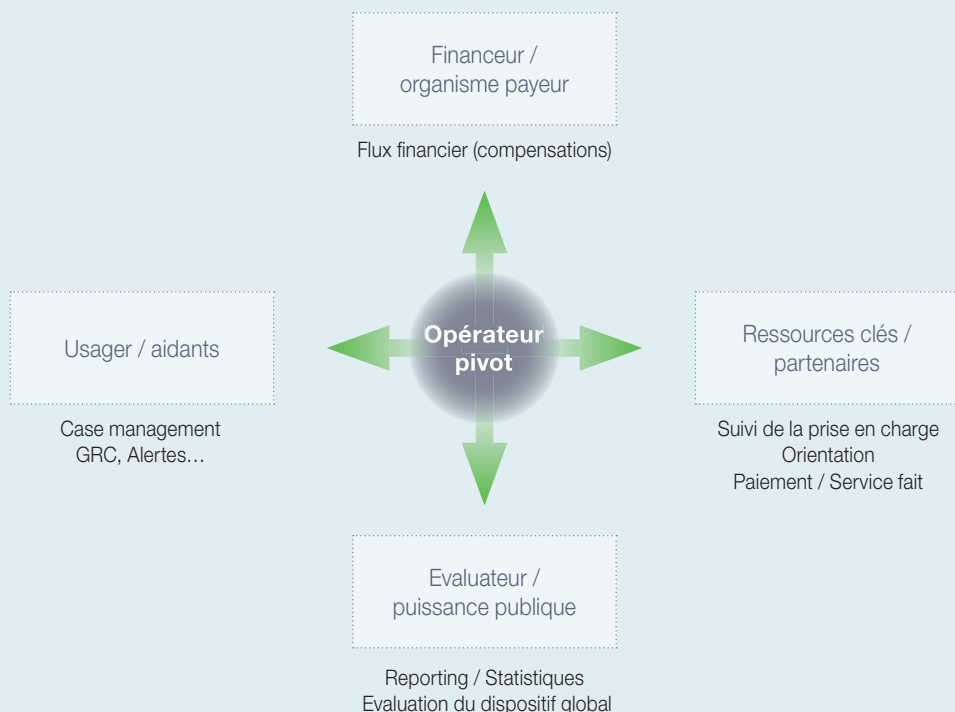 Financeur /
organisme payeur
Flux financier (compensations)
Opérateur
pivot
Usager / aidants
Case management
GRC, Alertes…
Ressources clés /
partenaires
Suivi de la prise en charge
Orientation
Paiement / Service fait
Evaluateur /
puissance publique
Reporting / Statistiques
Evaluation du dispositif global